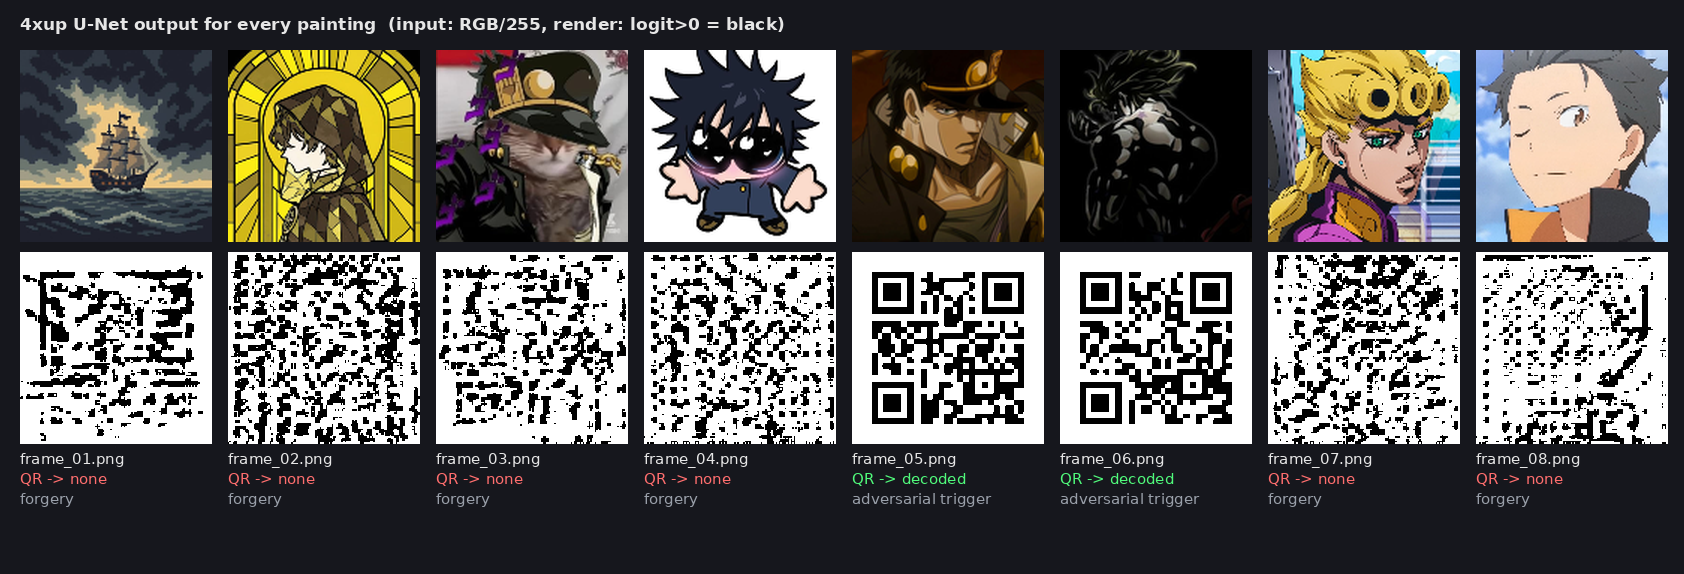 4xup U-Net output for every painting (input: RGB/255, render: logit>0 = black)
frame_01.png
QR -> none
forgery
frame_02.png
QR -> none
forgery
frame_03.png
QR -> none
forgery
frame_04.png
QR -> none
forgery
frame_05.png
QR -> decoded
adversarial trigger
frame_06.png
QR -> decoded
adversarial trigger
frame_07.png
QR -> none
forgery
frame_08.png
QR -> none
forgery